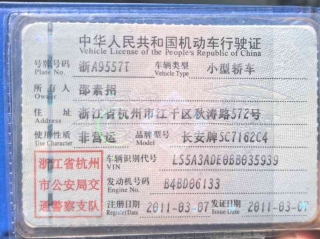 中华人民共和国机动车行驶证
Vehicle License of the People's Republic of China
号牌号码 浙A9557T 车辆类型 小型轿车
Plate No. Vehicle Type
所有人 邵素招
Owner
住址 浙江省杭州市江干区秋涛路572号
Address
使用性质 非营运 品牌型号 长安牌SC7162C4
Use Character Model
浙江省杭州
市公安局交
通警察支队
车辆识别代号 LS5A3ADE0BB035939
VIN
发动机号码 B4BD06133
Engine No.
注册日期 2011-03-07 发证日期 2011-03-07
Register Date Issue Date